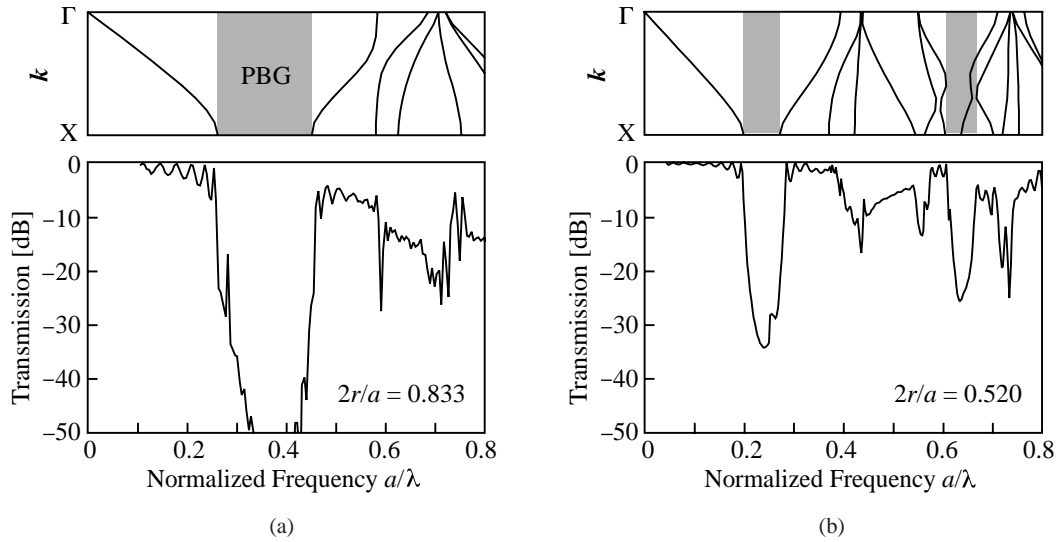 Γ
k
X
PBG
0
−10
−20
−30
−40
−50
Transmission [dB]
2r/a = 0.833
0 0.2 0.4 0.6 0.8
Normalized Frequency a/λ
(a)
Γ
k
X
0
−10
−20
−30
−40
−50
Transmission [dB]
2r/a = 0.520
0 0.2 0.4 0.6 0.8
Normalized Frequency a/λ
(b)